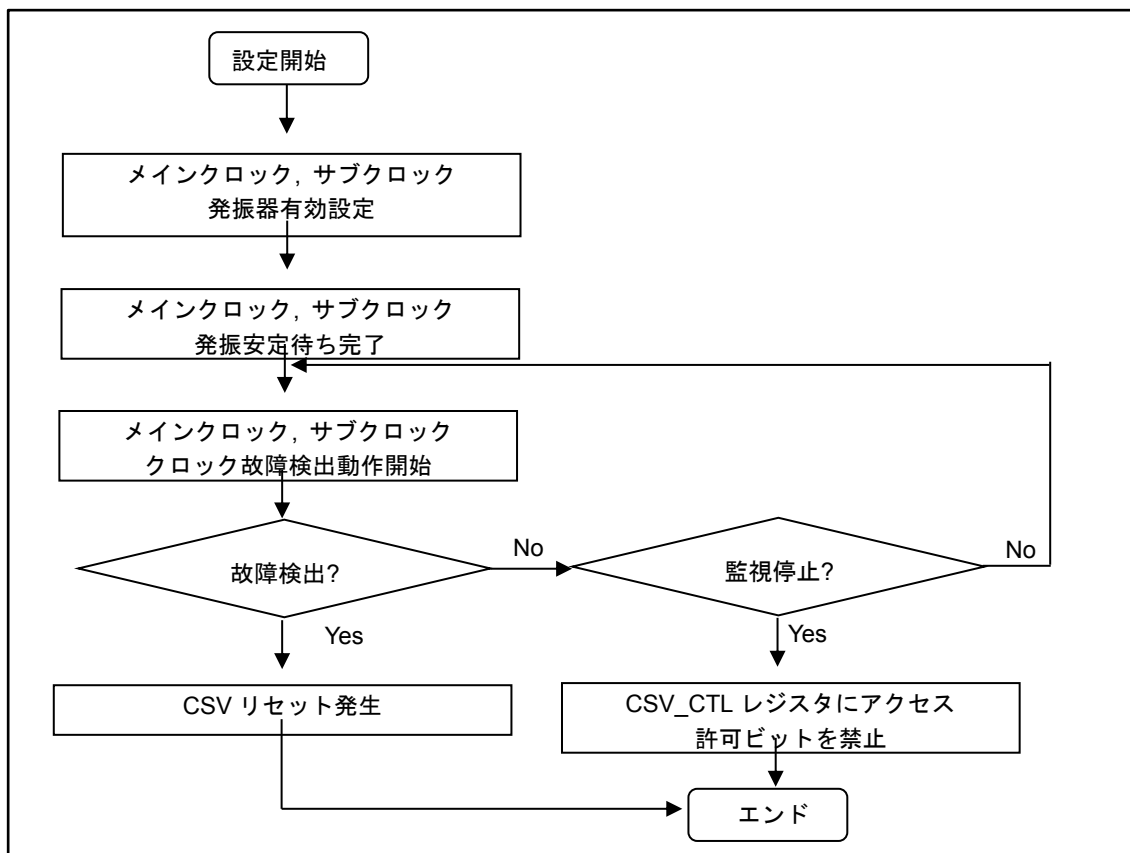 設定開始
メインクロック, サブクロック
発振器有効設定
メインクロック, サブクロック
発振安定待ち完了
メインクロック, サブクロック
クロック故障検出動作開始
故障検出?
No
監視停止?
No
Yes
Yes
CSV リセット発生
CSV_CTL レジスタにアクセス
許可ビットを禁止
エンド